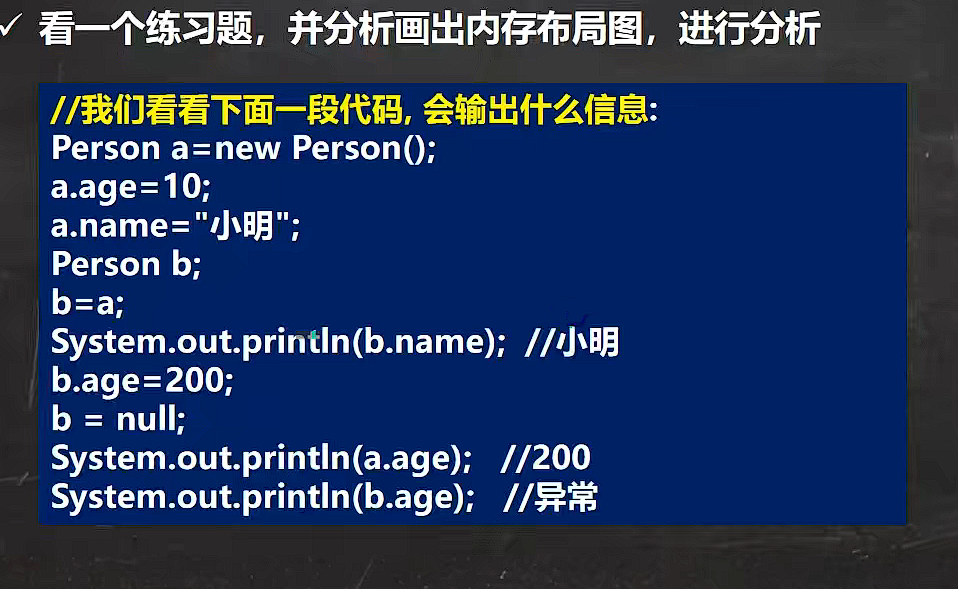 ✓ 看一个练习题，并分析画出内存布局图，进行分析
//我们看看下面一段代码, 会输出什么信息:
Person a=new Person();
a.age=10;
a.name="小明";
Person b;
b=a;
System.out.println(b.name); //小明
b.age=200;
b = null;
System.out.println(a.age); //200
System.out.println(b.age); //异常